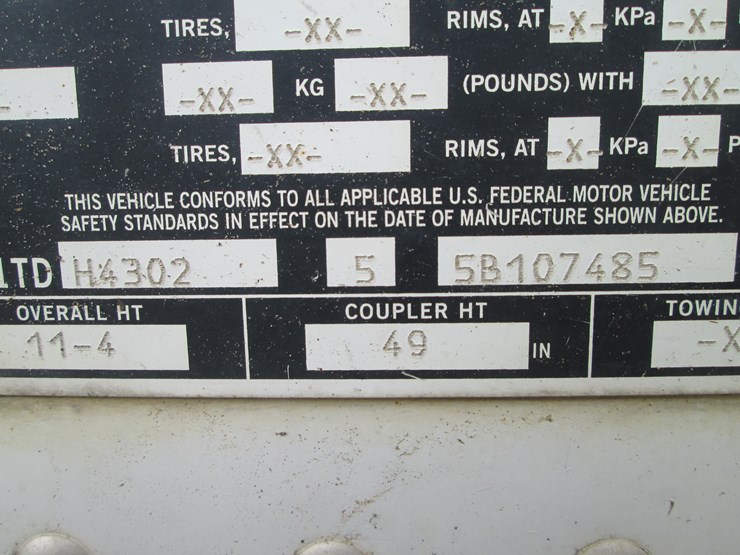 TIRES, -XX- RIMS, AT -X- KPa -X-
-XX- KG -XX- (POUNDS) WITH -XX-
TIRES, -XX- RIMS, AT -X- KPa -X- P
THIS VEHICLE CONFORMS TO ALL APPLICABLE U.S. FEDERAL MOTOR VEHICLE
SAFETY STANDARDS IN EFFECT ON THE DATE OF MANUFACTURE SHOWN ABOVE.
LTD H4302 5 5B107485
OVERALL HT COUPLER HT TOWIN
11-4 49 IN -X